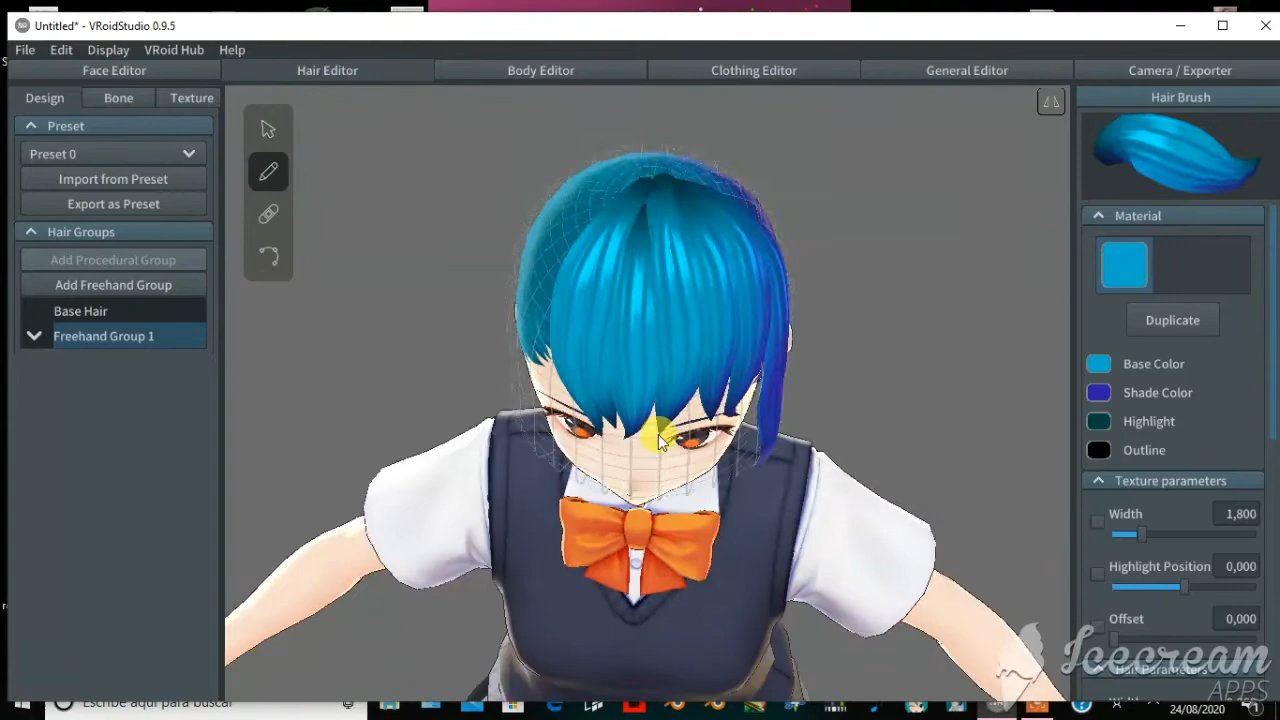 Untitled* - VRoidStudio 0.9.5
File Edit Display VRoid Hub Help
Face Editor Hair Editor Body Editor Clothing Editor General Editor Camera / Exporter
Design Bone Texture
Preset
Preset 0
Import from Preset
Export as Preset
Hair Groups
Add Procedural Group
Add Freehand Group
Base Hair
Freehand Group 1
Hair Brush
Material
Duplicate
Base Color
Shade Color
Highlight
Outline
Texture parameters
Width 1,800
Highlight Position 0,000
Offset 0,000
Hair Parameters
Icecream
APPS
Escribe aquí para buscar
24/08/2020